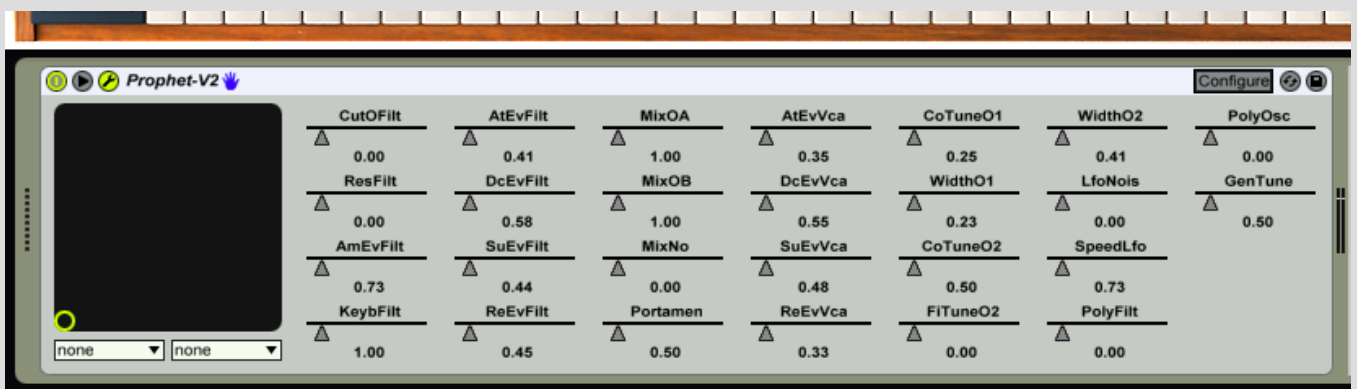 Prophet-V2 Configure
CutOFilt AtEvFilt MixOA AtEvVca CoTuneO1 WidthO2 PolyOsc
0.00 0.41 1.00 0.35 0.25 0.41 0.00
ResFilt DcEvFilt MixOB DcEvVca WidthO1 LfoNois GenTune
0.00 0.58 1.00 0.55 0.23 0.00 0.50
AmEvFilt SuEvFilt MixNo SuEvVca CoTuneO2 SpeedLfo
0.73 0.44 0.00 0.48 0.50 0.73
KeybFilt ReEvFilt Portamen ReEvVca FiTuneO2 PolyFilt
none none 1.00 0.45 0.50 0.33 0.00 0.00